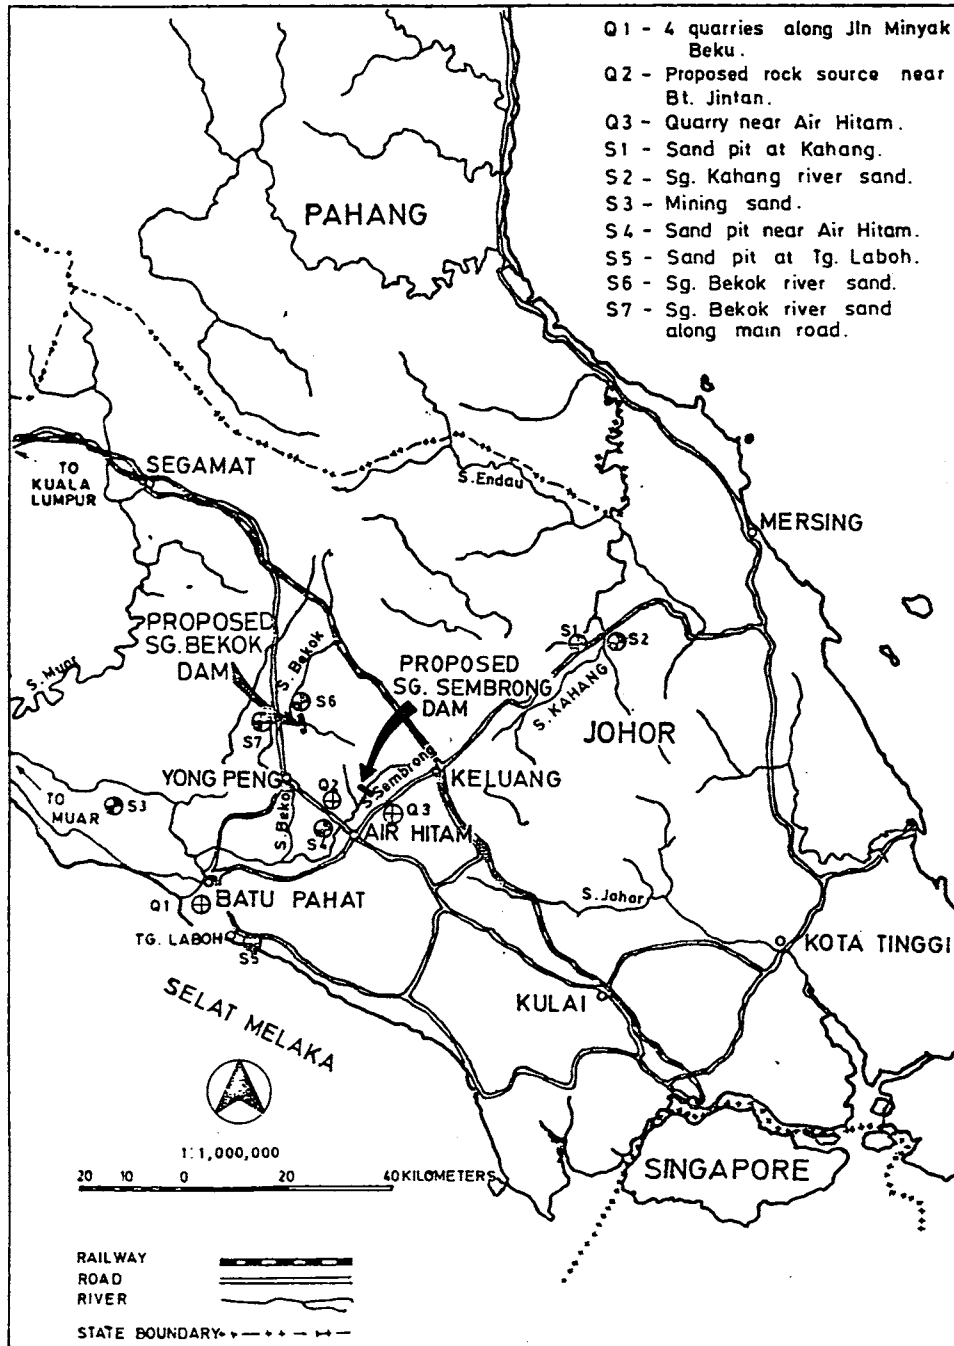 Q1 - 4 quarries along Jln Minyak
Beku.
Q2 - Proposed rock source near
Bt. Jintan.
Q3 - Quarry near Air Hitam.
S1 - Sand pit at Kahang.
S2 - Sg. Kahang river sand.
S3 - Mining sand.
S4 - Sand pit near Air Hitam.
S5 - Sand pit at Tg. Laboh.
S6 - Sg. Bekok river sand.
S7 - Sg. Bekok river sand
along main road.
PAHANG
SEGAMAT
TO
KUALA
LUMPUR
S.Endau
MERSING
PROPOSED
SG. BEKOK
DAM
S. Bekok
S. Muar
S1
S2
PROPOSED
SG. SEMBRONG
DAM
S. KAHANG
S6
S7
JOHOR
S. Sembrong
YONG PENG
KELUANG
Q2
TO
MUAR
S3
S. Bekok
S4
Q3
AIR HITAM
Q1
BATU PAHAT
S. Johor
TG. LABOH
S5
KOTA TINGGI
KULAI
SELAT MELAKA
1:1,000,000
20 10 0 20 40 KILOMETERS
SINGAPORE
RAILWAY
ROAD
RIVER
STATE BOUNDARY